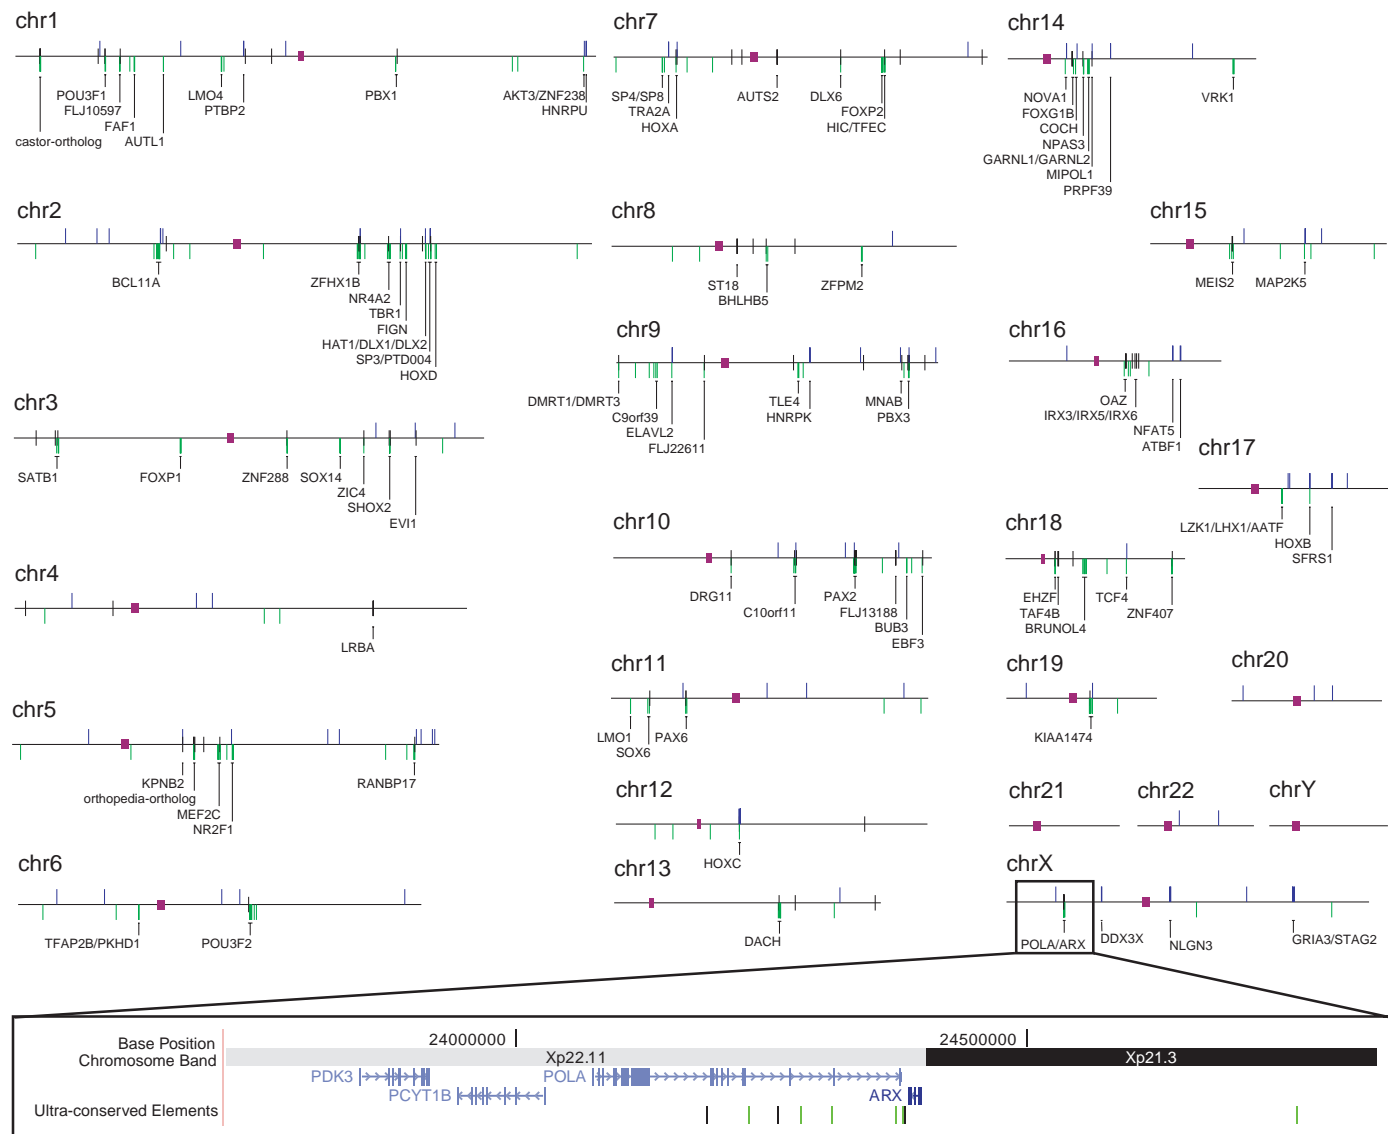 chr1
POU3F1
FLJ10597
FAF1
AUTL1
castor-ortholog
LMO4
PTBP2
PBX1
AKT3/ZNF238
HNRPU
chr2
BCL11A
ZFHX1B
NR4A2
TBR1
FIGN
HAT1/DLX1/DLX2
SP3/PTD004
HOXD
chr3
SATB1
FOXP1
ZNF288
SOX14
ZIC4
SHOX2
EVI1
chr4
LRBA
chr5
KPNB2
orthopedia-ortholog
MEF2C
NR2F1
RANBP17
chr6
TFAP2B/PKHD1
POU3F2
chr7
SP4/SP8
TRA2A
HOXA
AUTS2
DLX6
FOXP2
HIC/TFEC
chr8
ST18
BHLHB5
ZFPM2
chr9
DMRT1/DMRT3
C9orf39
ELAVL2
FLJ22611
TLE4
HNRPK
MNAB
PBX3
chr10
DRG11
C10orf11
PAX2
FLJ13188
BUB3
EBF3
chr11
LMO1
SOX6
PAX6
chr12
HOXC
chr13
DACH
chr14
NOVA1
FOXG1B
COCH
NPAS3
GARNL1/GARNL2
MIPOL1
PRPF39
VRK1
chr15
MEIS2
MAP2K5
chr16
OAZ
IRX3/IRX5/IRX6
NFAT5
ATBF1
chr17
LZK1/LHX1/AATF
HOXB
SFRS1
chr18
EHZF
TAF4B
BRUNOL4
TCF4
ZNF407
chr19
KIAA1474
chr20
chr21
chr22
chrY
chrX
POLA/ARX
DDX3X
NLGN3
GRIA3/STAG2
Base Position
24000000
24500000
Chromosome Band
Xp22.11
Xp21.3
PDK3
POLA
PCYT1B
ARX
Ultra-conserved Elements